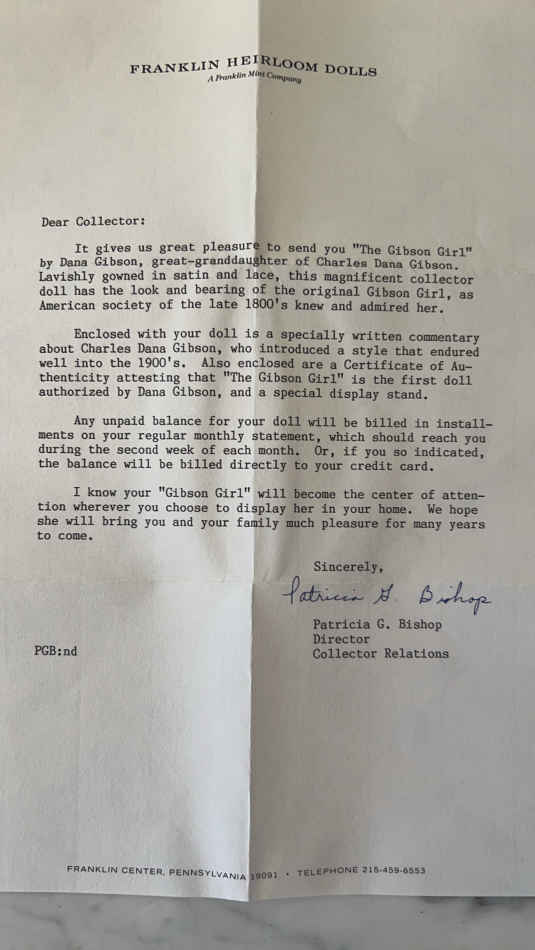 FRANKLIN HEIRLOOM DOLLS
A Franklin Mint Company
Dear Collector:
It gives us great pleasure to send you "The Gibson Girl"
by Dana Gibson, great-granddaughter of Charles Dana Gibson.
Lavishly gowned in satin and lace, this magnificent collector
doll has the look and bearing of the original Gibson Girl, as
American society of the late 1800's knew and admired her.
Enclosed with your doll is a specially written commentary
about Charles Dana Gibson, who introduced a style that endured
well into the 1900's. Also enclosed are a Certificate of Au-
thenticity attesting that "The Gibson Girl" is the first doll
authorized by Dana Gibson, and a special display stand.
Any unpaid balance for your doll will be billed in install-
ments on your regular monthly statement, which should reach you
during the second week of each month. Or, if you so indicated,
the balance will be billed directly to your credit card.
I know your "Gibson Girl" will become the center of atten-
tion wherever you choose to display her in your home. We hope
she will bring you and your family much pleasure for many years
to come.
Sincerely,
Patricia G. Bishop
Patricia G. Bishop
Director
PGB:nd
Collector Relations
FRANKLIN CENTER, PENNSYLVANIA 19091 • TELEPHONE 215-459-6553